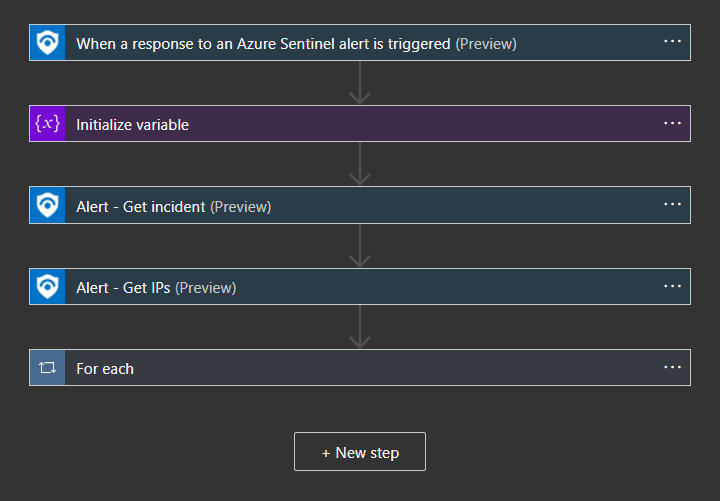 When a response to an Azure Sentinel alert is triggered (Preview) ...
{x} Initialize variable ...
Alert - Get incident (Preview) ...
Alert - Get IPs (Preview) ...
For each ...
+ New step